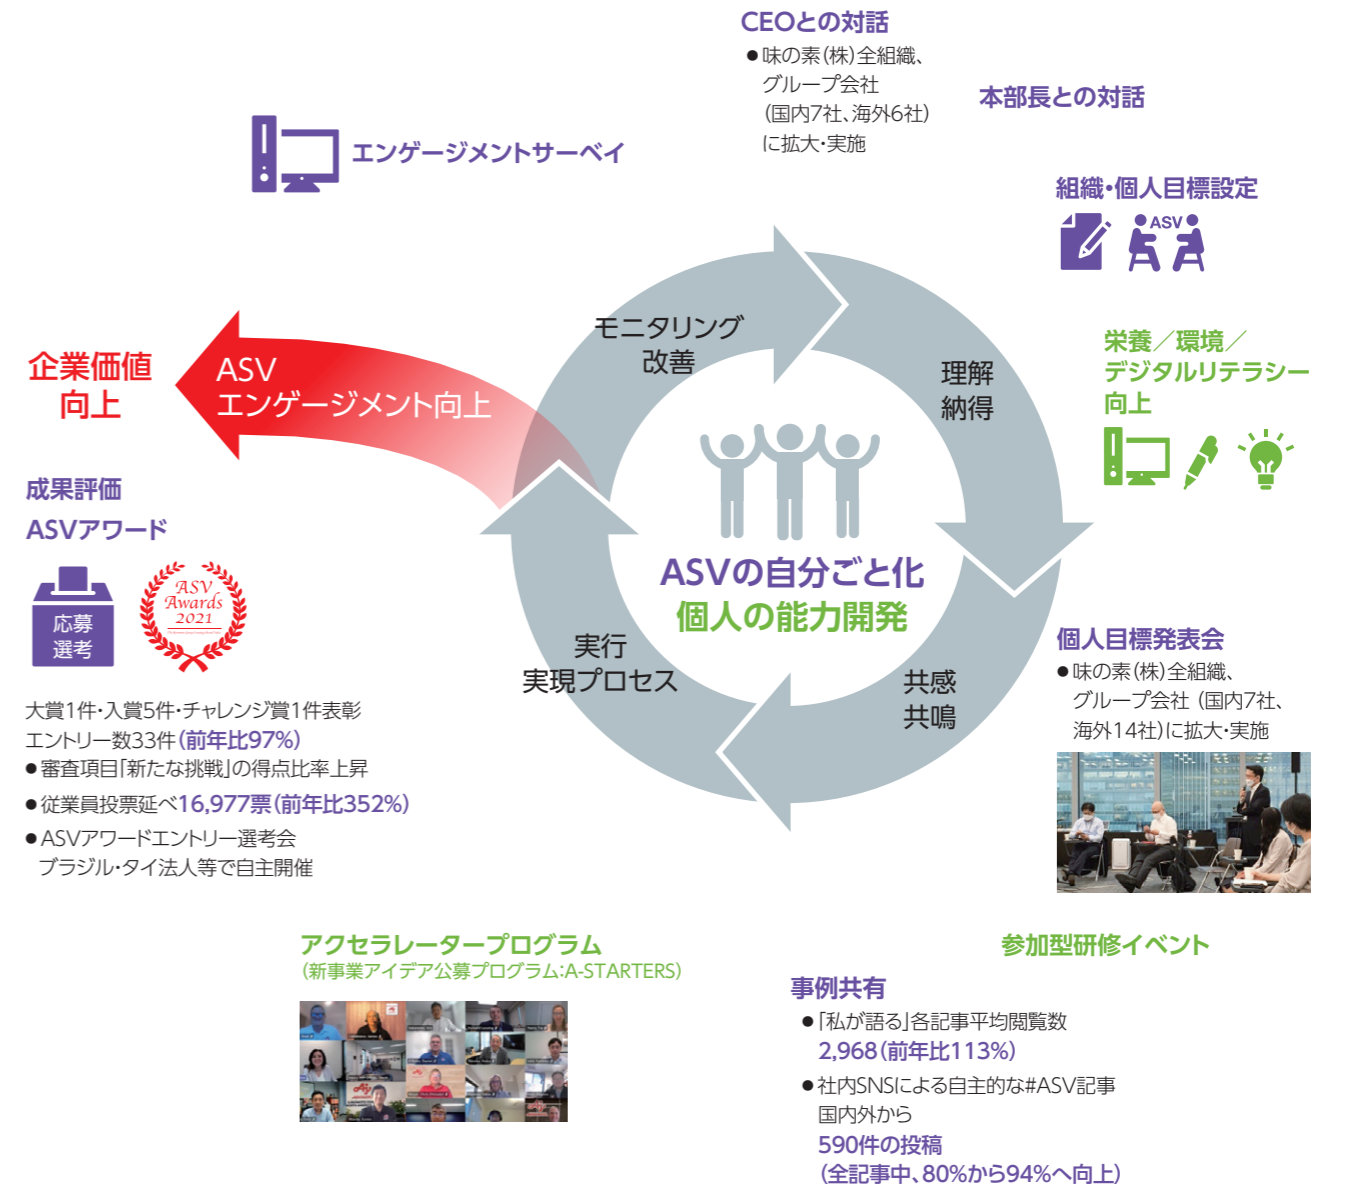 CEOとの対話
●味の素(株)全組織、
グループ会社
(国内7社、海外6社)
に拡大・実施
本部長との対話
エンゲージメントサーベイ
組織・個人目標設定
ASV
栄養／環境／
デジタルリテラシー
向上
モニタリング
改善
理解
納得
企業価値
向上
ASV
エンゲージメント向上
ASVの自分ごと化
個人の能力開発
実行
実現プロセス
共感
共鳴
成果評価
ASVアワード
応募
選考
ASV
Awards
2021
大賞1件・入賞5件・チャレンジ賞1件表彰
エントリー数33件(前年比97%)
●審査項目「新たな挑戦」の得点比率上昇
●従業員投票延べ16,977票(前年比352%)
●ASVアワードエントリー選考会
ブラジル・タイ法人等で自主開催
個人目標発表会
●味の素(株)全組織、
グループ会社(国内7社、
海外14社)に拡大・実施
アクセラレータープログラム
(新事業アイデア公募プログラム:A-STARTERS)
参加型研修イベント
事例共有
●「私が語る」各記事平均閲覧数
2,968(前年比113%)
●社内SNSによる自主的な#ASV記事
国内外から
590件の投稿
(全記事中、80%から94%へ向上)